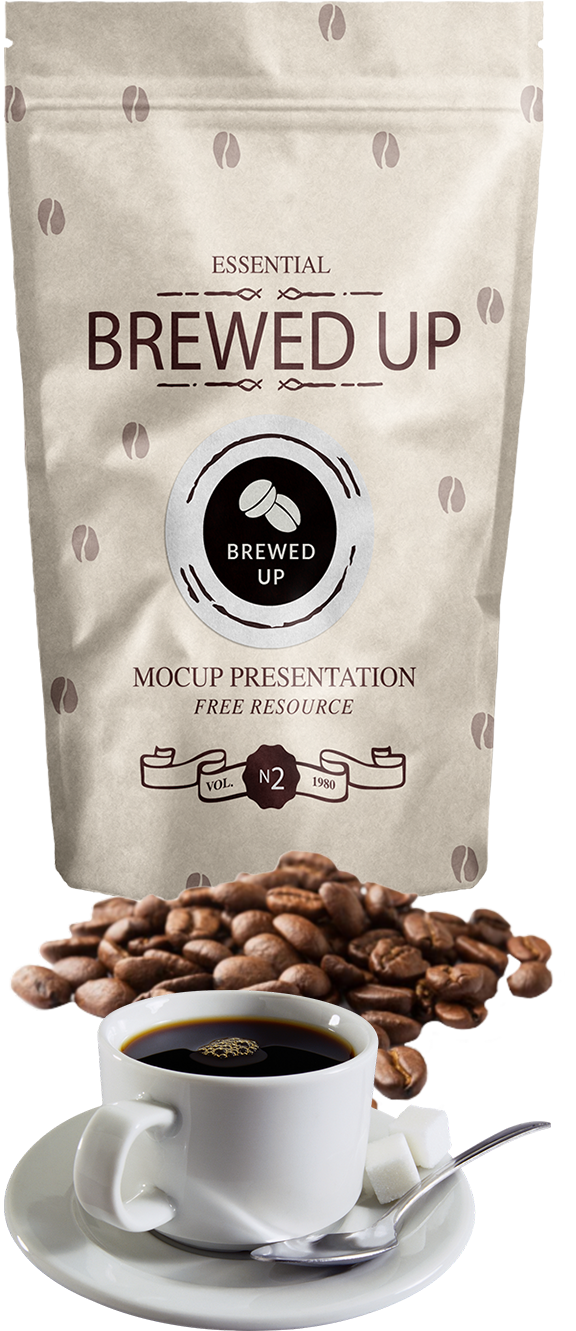 ESSENTIAL
BREWED UP
BREWED
UP
MOCUP PRESENTATION
FREE RESOURCE
VOL. N2 1980